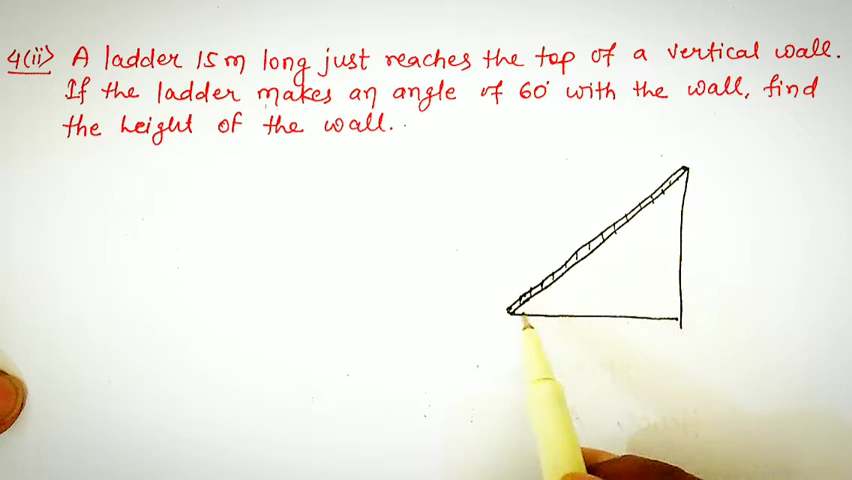 4(ii) A ladder 15 m long just reaches the top of a vertical wall.
If the ladder makes an angle of 60° with the wall, find
the height of the wall.